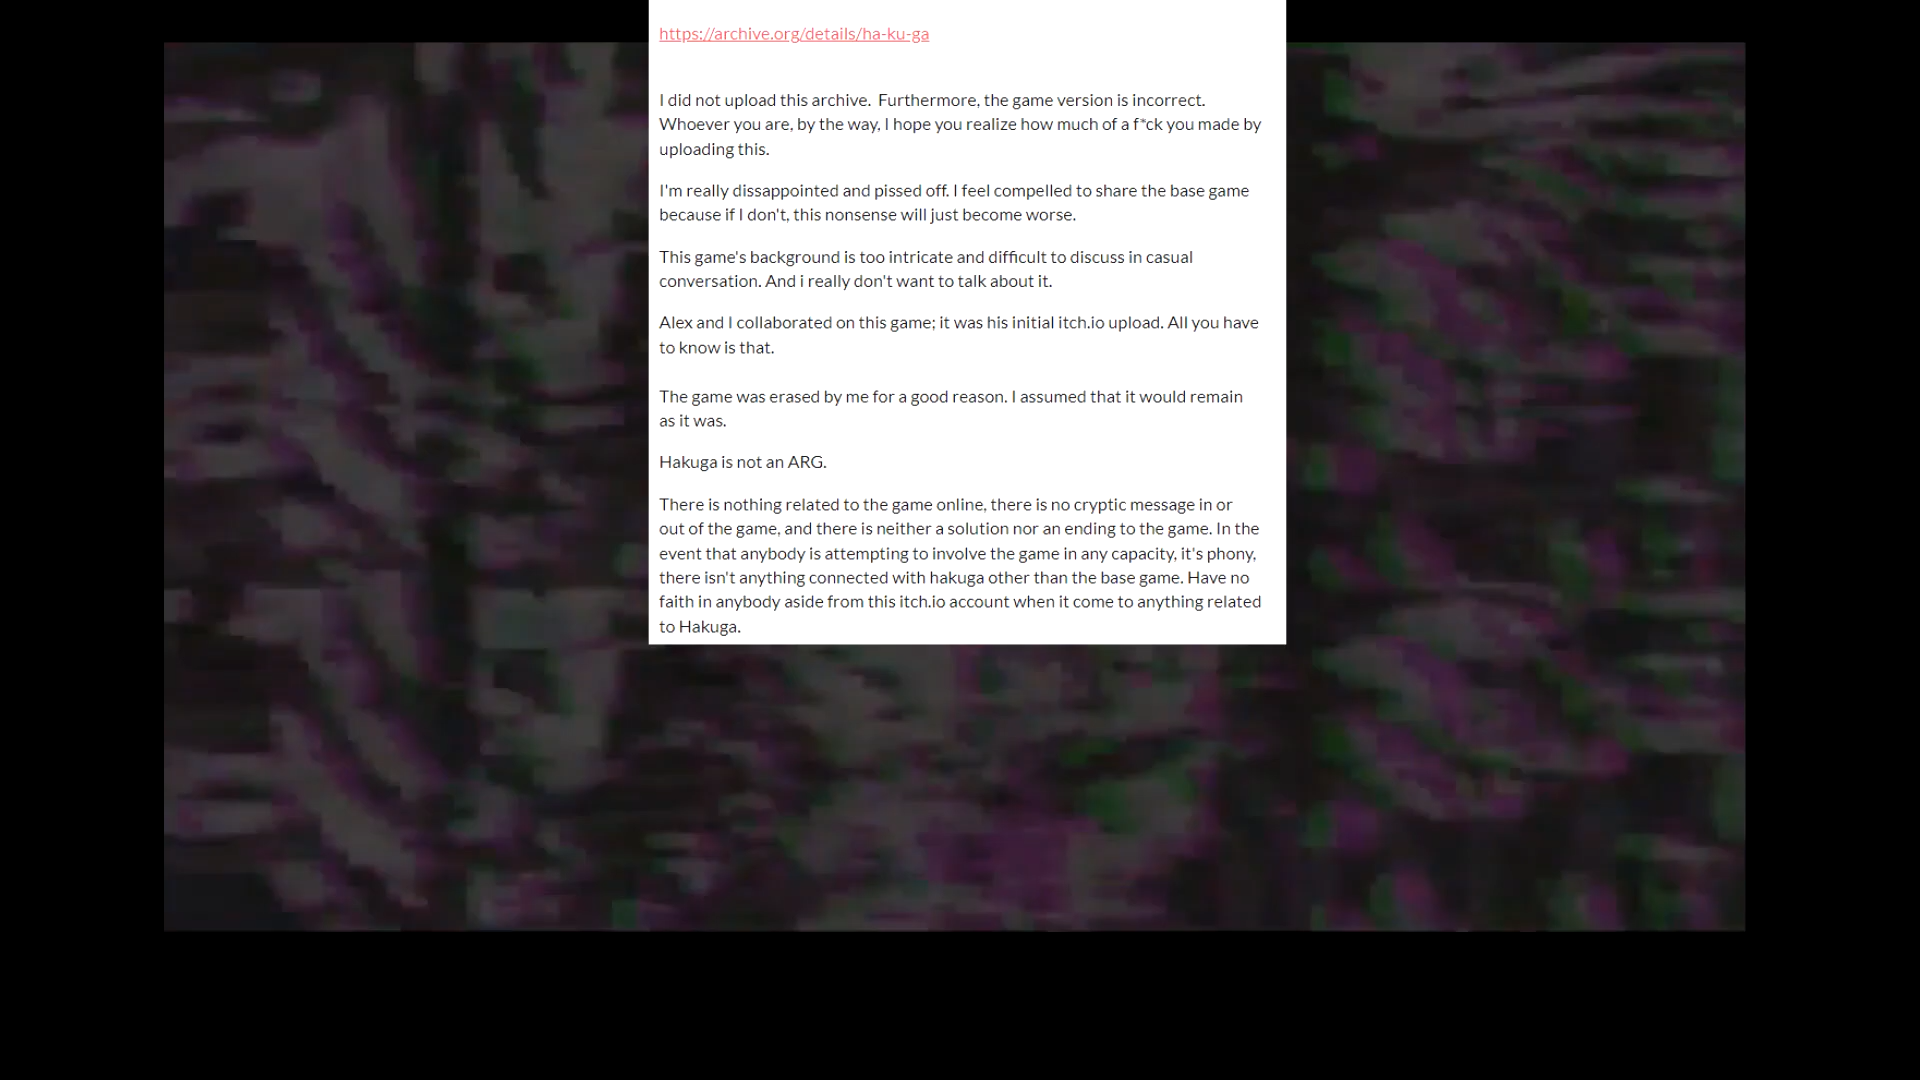 https://archive.org/details/ha-ku-ga
I did not upload this archive.  Furthermore, the game version is incorrect.
Whoever you are, by the way, I hope you realize how much of a f*ck you made by
uploading this.
I'm really dissappointed and pissed off. I feel compelled to share the base game
because if I don't, this nonsense will just become worse.
This game's background is too intricate and difficult to discuss in casual
conversation. And i really don't want to talk about it.
Alex and I collaborated on this game; it was his initial itch.io upload. All you have
to know is that.
The game was erased by me for a good reason. I assumed that it would remain
as it was.
Hakuga is not an ARG.
There is nothing related to the game online, there is no cryptic message in or
out of the game, and there is neither a solution nor an ending to the game. In the
event that anybody is attempting to involve the game in any capacity, it's phony,
there isn't anything connected with hakuga other than the base game. Have no
faith in anybody aside from this itch.io account when it come to anything related
to Hakuga.